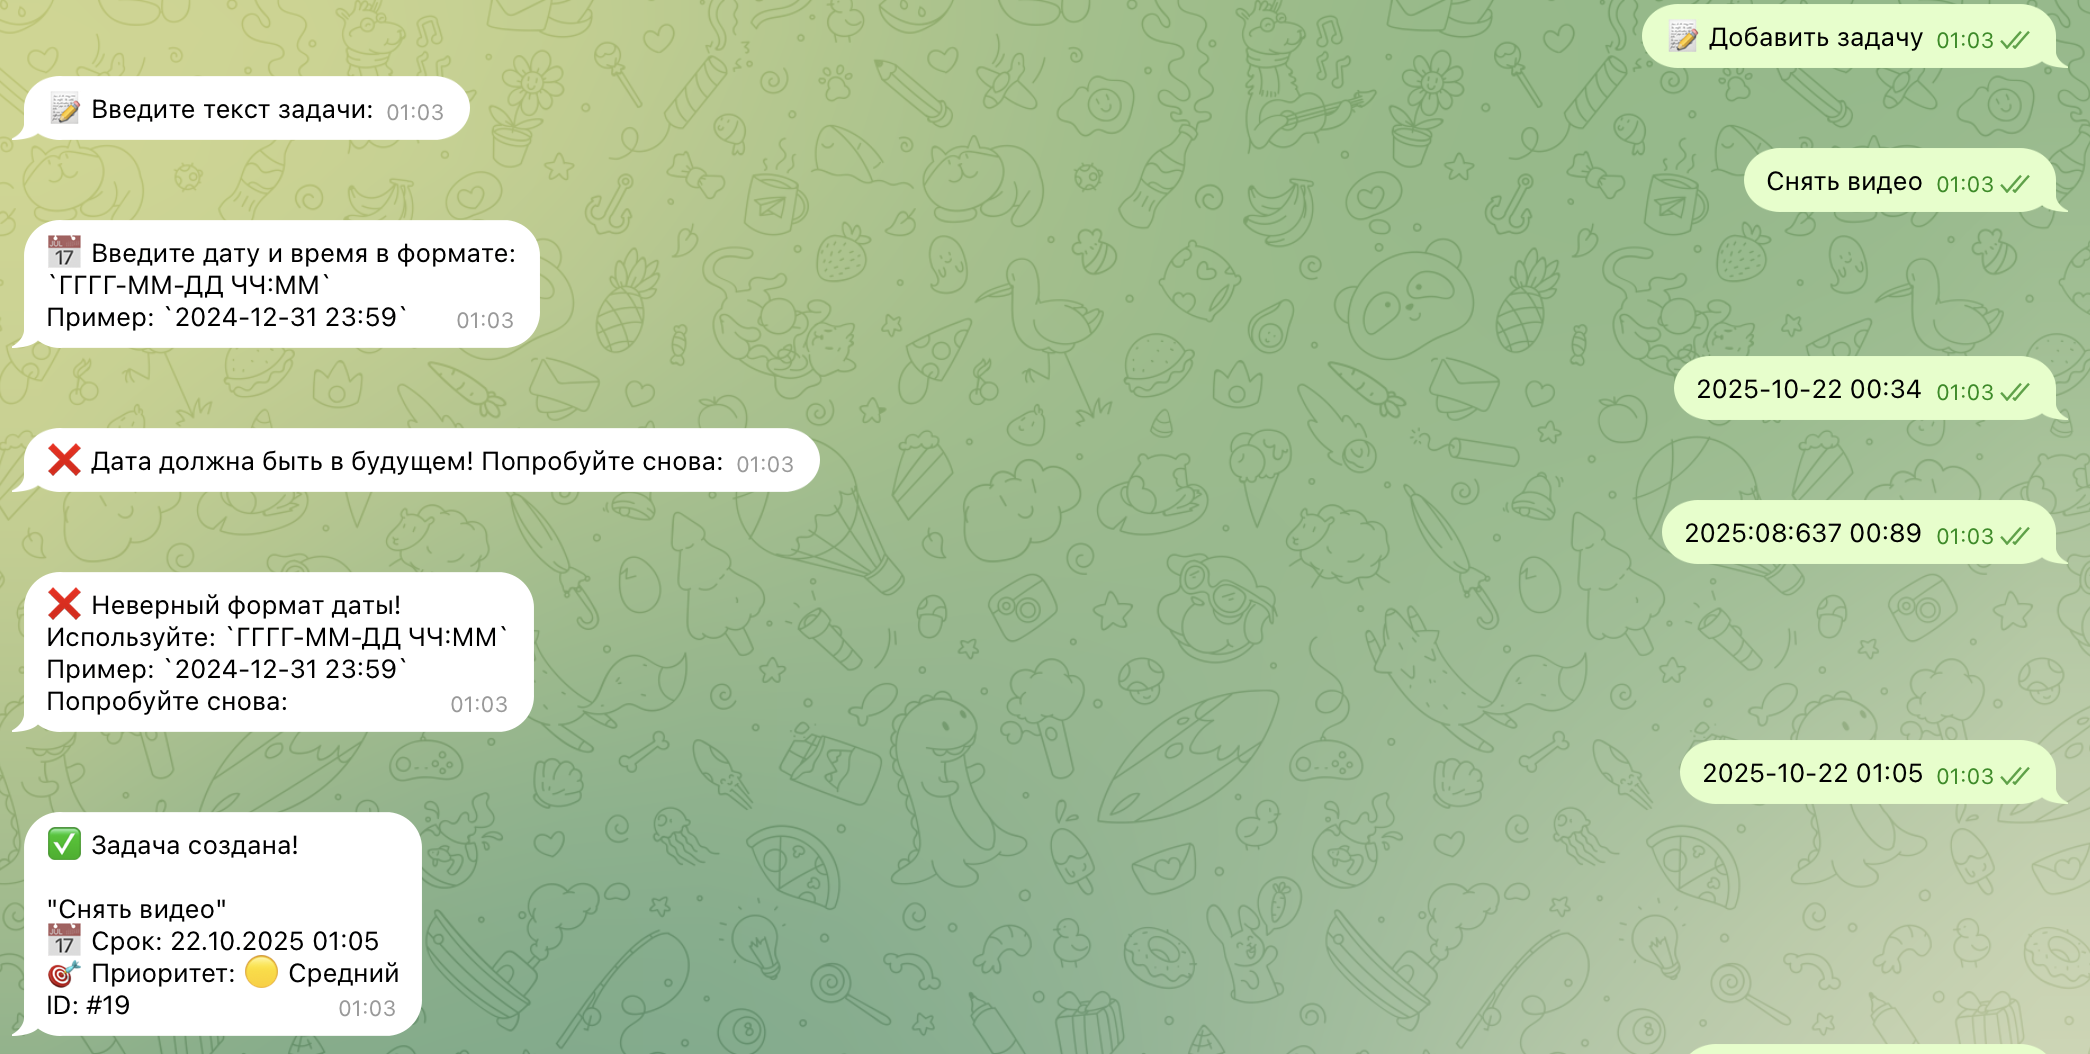 📝 Добавить задачу 01:03
📝 Введите текст задачи: 01:03
Снять видео 01:03
📅 Введите дату и время в формате:
`ГГГГ-ММ-ДД ЧЧ:ММ`
Пример: `2024-12-31 23:59` 01:03
2025-10-22 00:34 01:03
❌ Дата должна быть в будущем! Попробуйте снова: 01:03
2025:08:637 00:89 01:03
❌ Неверный формат даты!
Используйте: `ГГГГ-ММ-ДД ЧЧ:ММ`
Пример: `2024-12-31 23:59`
Попробуйте снова: 01:03
2025-10-22 01:05 01:03
✅ Задача создана!
"Снять видео"
📅 Срок: 22.10.2025 01:05
🎯 Приоритет: 🟡 Средний
ID: #19 01:03